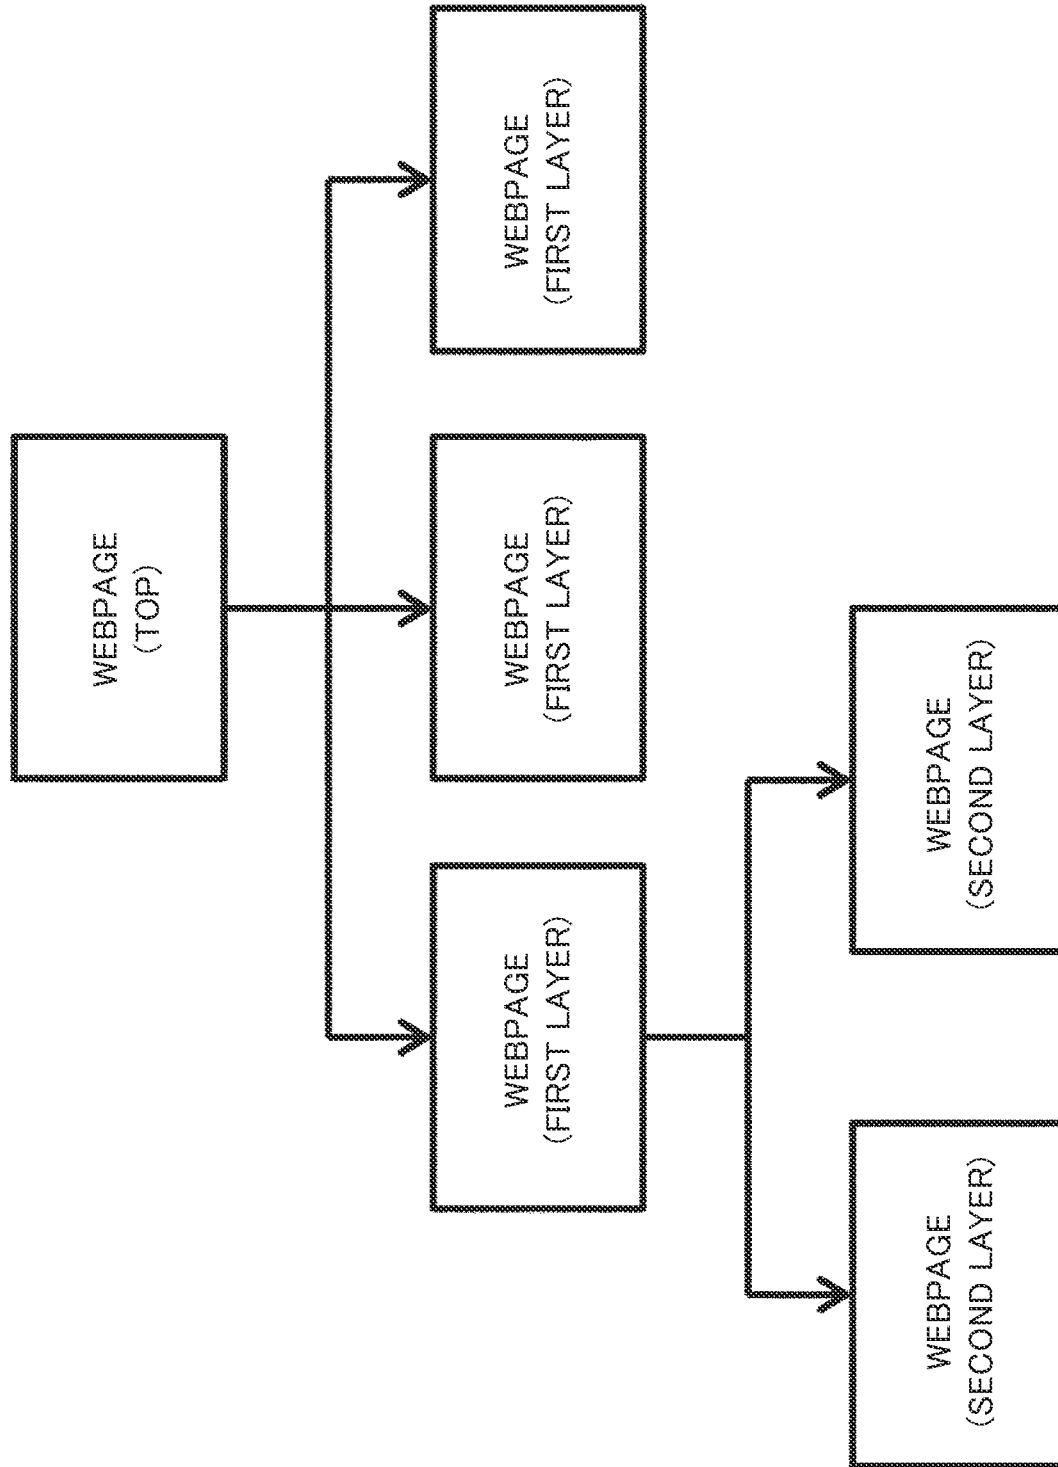 WEBPAGE
(TOP)
WEBPAGE
(FIRST LAYER)
WEBPAGE
(FIRST LAYER)
WEBPAGE
(FIRST LAYER)
WEBPAGE
(SECOND LAYER)
WEBPAGE
(SECOND LAYER)